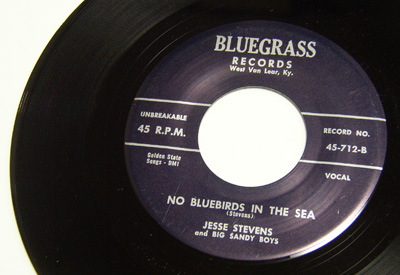 BLUEGRASS
RECORDS
West Van Lear, Ky.
UNBREAKABLE
45 R.P.M.
RECORD NO.
45-712-B
Golden State
Songs - BMI
VOCAL
NO BLUEBIRDS IN THE SEA
(Stevens)
JESSE STEVENS
and BIG SANDY BOYS